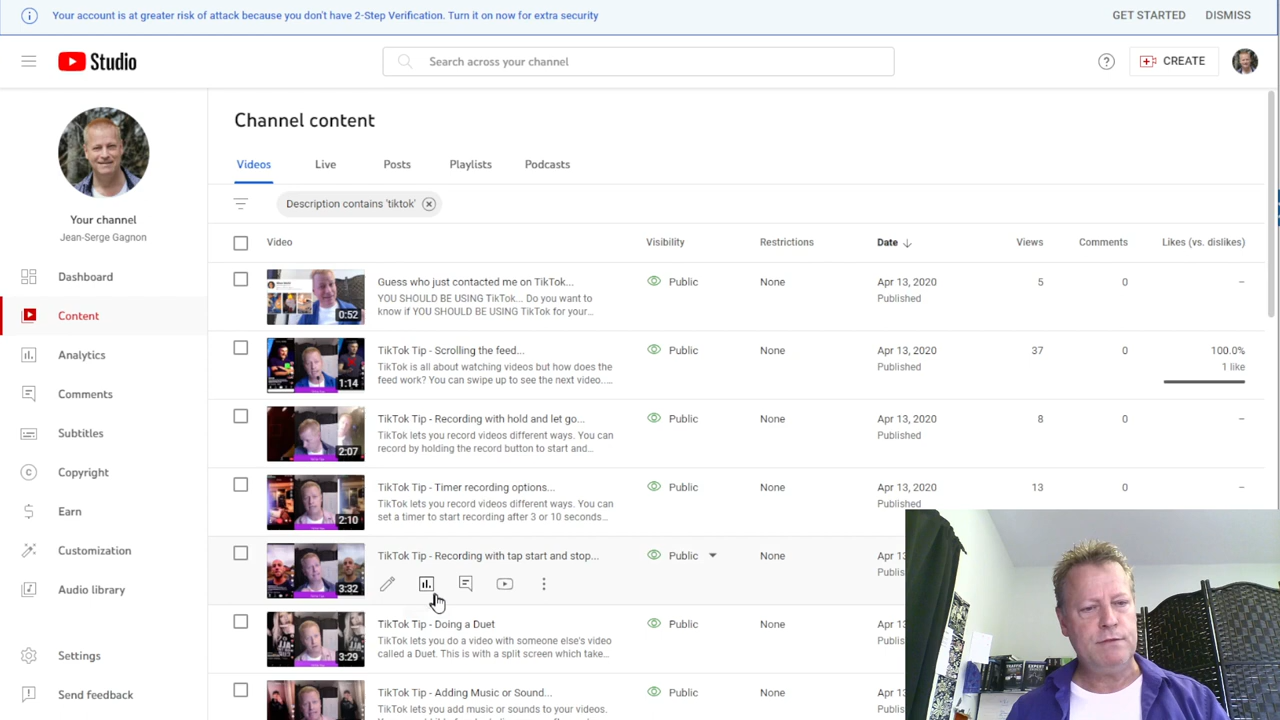 Your account is at greater risk of attack because you don't have 2-Step Verification. Turn it on now for extra security
GET STARTED
DISMISS
Studio
Search across your channel
CREATE
Your channel
Jean-Serge Gagnon
Dashboard
Content
Analytics
Comments
Subtitles
Copyright
Earn
Customization
Audio library
Settings
Send feedback
Channel content
Videos Live Posts Playlists Podcasts
Description contains 'tiktok'
Video Visibility Restrictions Date Views Comments Likes (vs. dislikes)
0:52
Guess who just contacted me on TikTok... Public None Apr 13, 2020 5 0 –
YOU SHOULD BE USING TikTok... Do you want to Published
know if YOU SHOULD BE USING TikTok for your...
1:14
TikTok Tip - Scrolling the feed... Public None Apr 13, 2020 37 0 100.0%
TikTok is all about watching videos but how does the Published 1 like
feed work? You can swipe up to see the next video....
2:07
TikTok Tip - Recording with hold and let go... Public None Apr 13, 2020 8 0 –
TikTok lets you record videos different ways. You can Published
record by holding the record button to start and...
2:10
TikTok Tip - Timer recording options... Public None Apr 13, 2020 13 0 –
TikTok lets you record videos different ways. You can Published
set a timer to start recording after 3 or 10 seconds...
3:32
TikTok Tip - Recording with tap start and stop... Public None
3:29
TikTok Tip - Doing a Duet Public None
TikTok lets you do a video with someone else's video
called a Duet. This is with a split screen which take...
TikTok Tip - Adding Music or Sound... Public None
TikTok lets you add music or sounds to your videos.
TRAFFIC
EXPERT